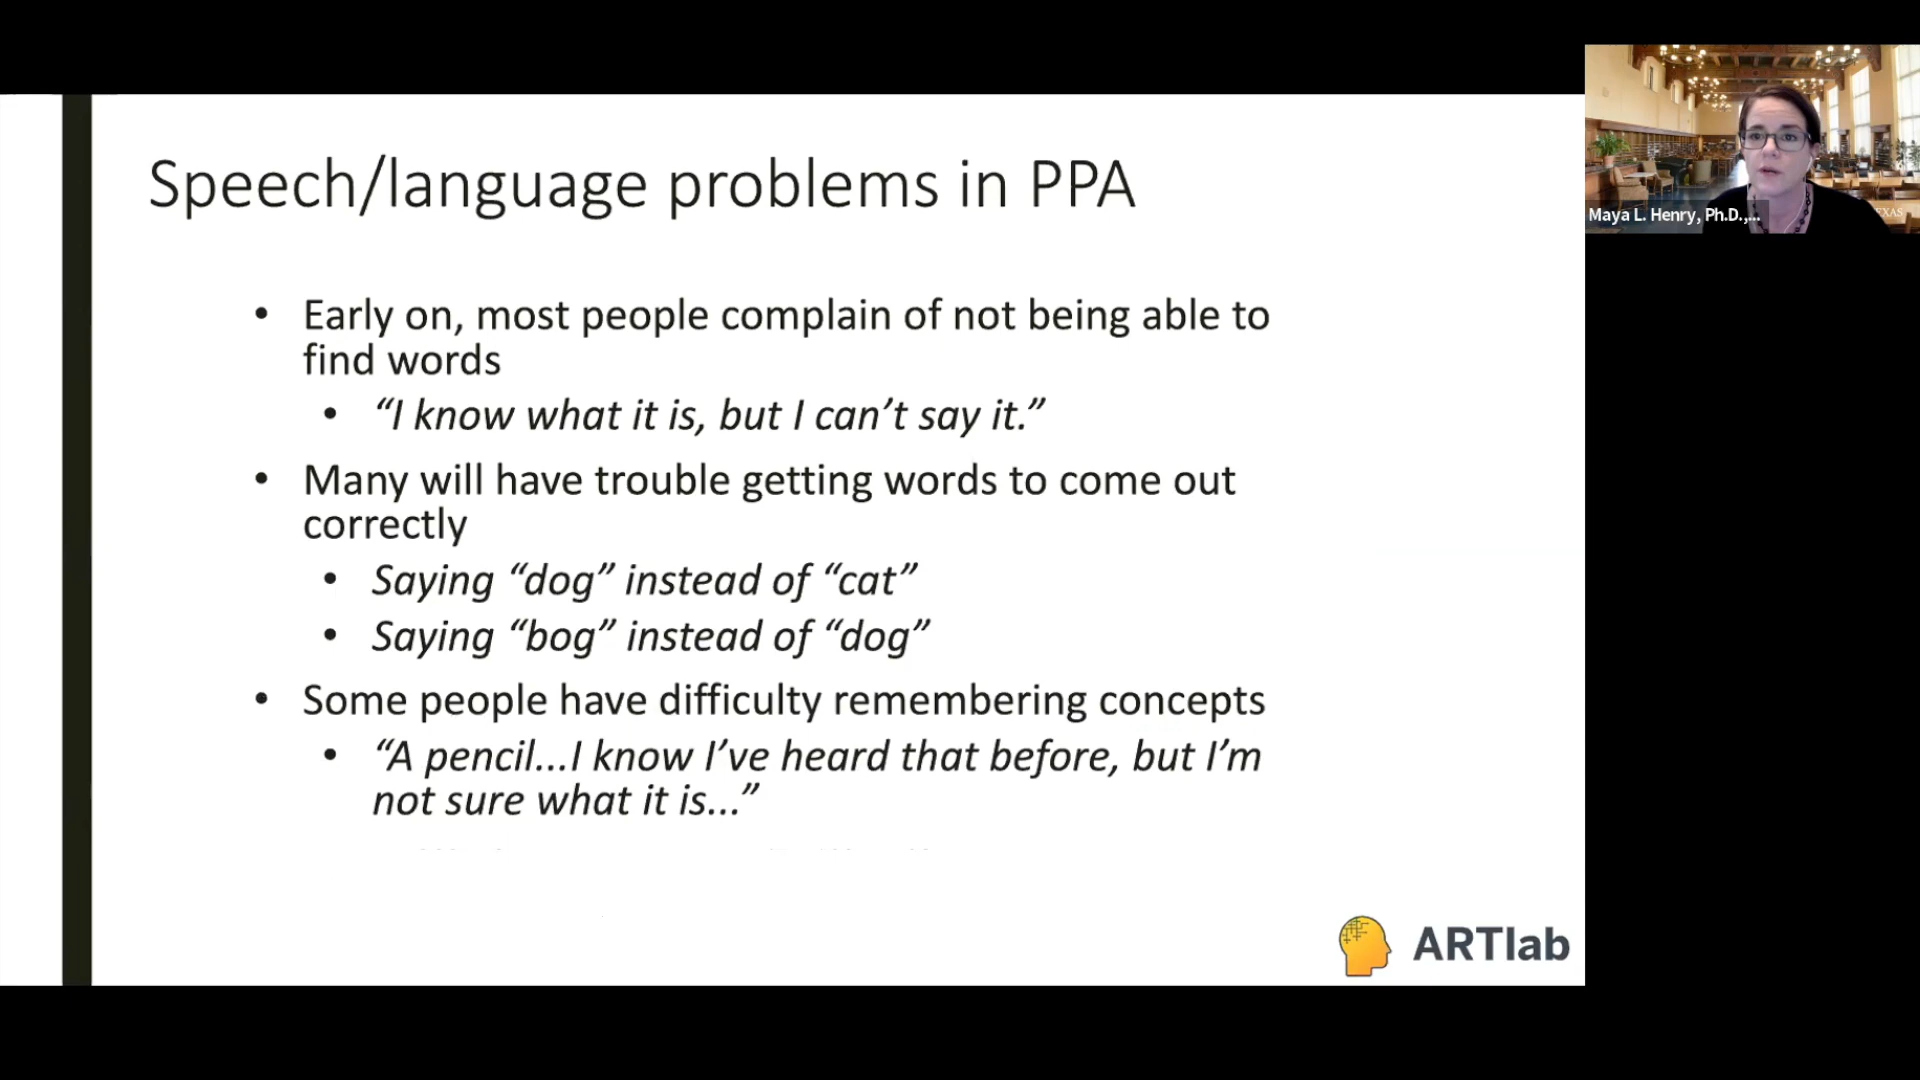 Speech/language problems in PPA
• Early on, most people complain of not being able to
find words
• “I know what it is, but I can’t say it.”
• Many will have trouble getting words to come out
correctly
• Saying “dog” instead of “cat”
• Saying “bog” instead of “dog”
• Some people have difficulty remembering concepts
• “A pencil...I know I’ve heard that before, but I’m
not sure what it is...”
ARTlab
Maya L. Henry, Ph.D.,...
EXAS